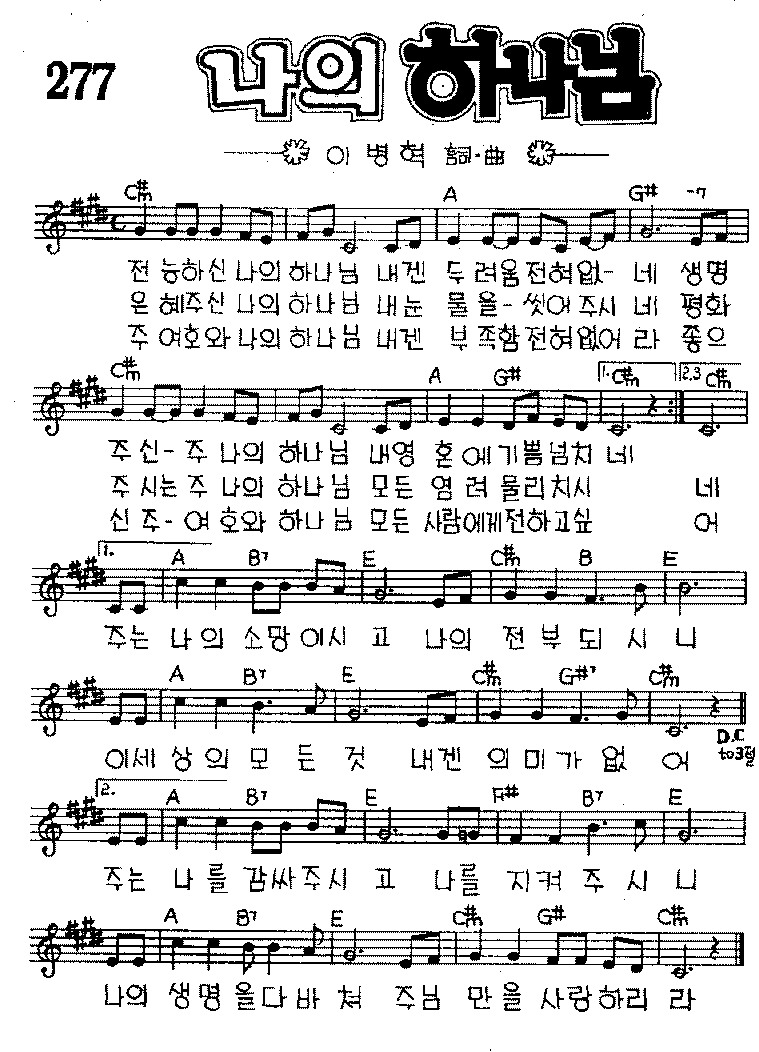 277
나의 하나님
이병혁 詞·曲
C#m A G# -7
전 능하신 나의 하나님 내겐 두 려움 전혀없- 네 생명
은 혜주신 나의 하나님 내눈 물 을- 씻어주시 네 평화
주 여호와 나의 하나님 내겐 부 족함 전혀없어 라 좋으
C#m A G# 1. C#m 2.3 C#m
주 신- 주 나의 하나님 내영 혼에 기쁨넘치 네
주 시는 주 나의 하나님 모든 염 려 물리치시 네
신 주- 여호와 하나님 모든 사람에게전하고싶 어
1. A B7 E C#m B E
주는 나의 소망이시 고 나의 전부되 시 니
A B7 E C#m G#7 C#m
D.C
to3절
이세 상의 모 든 것 내겐 의미가 없 어
2. A B7 E F# B7 E
주는 나를 감싸주시 고 나를 지켜 주 시 니
A B7 E C#m G# C#m
나의 생명을다 바 쳐 주님 만을 사랑하리 라